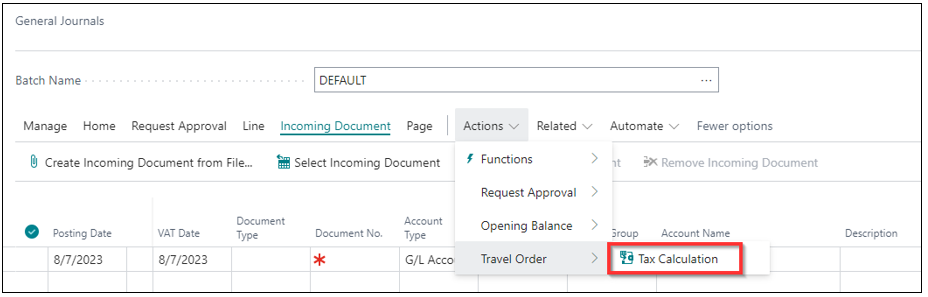 General Journals
Batch Name DEFAULT ...
Manage Home Request Approval Line Incoming Document Page Actions Related Automate Fewer options
Create Incoming Document from File... Select Incoming Document Functions Remove Incoming Document
Request Approval
Opening Balance
Posting Date VAT Date Document Type Document No. Account Type Group Account Name Description
8/7/2023 8/7/2023 G/L Acco Travel Order Tax Calculation